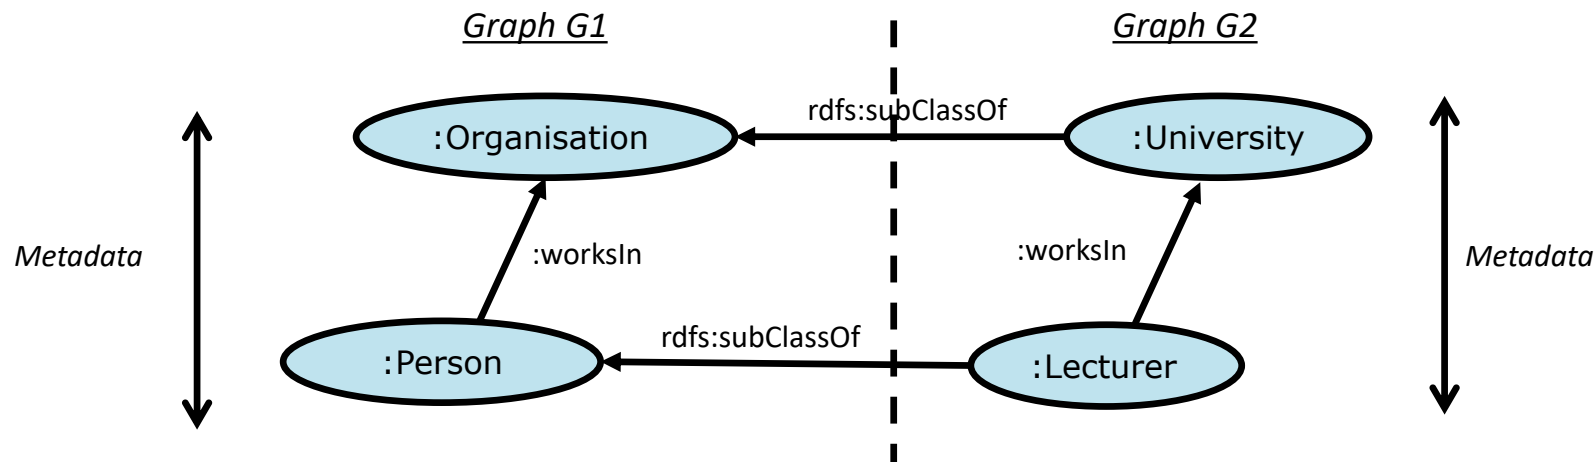 Graph G1
Graph G2
rdfs:subClassOf
:Organisation
:University
Metadata
:worksIn
:worksIn
Metadata
rdfs:subClassOf
:Person
:Lecturer